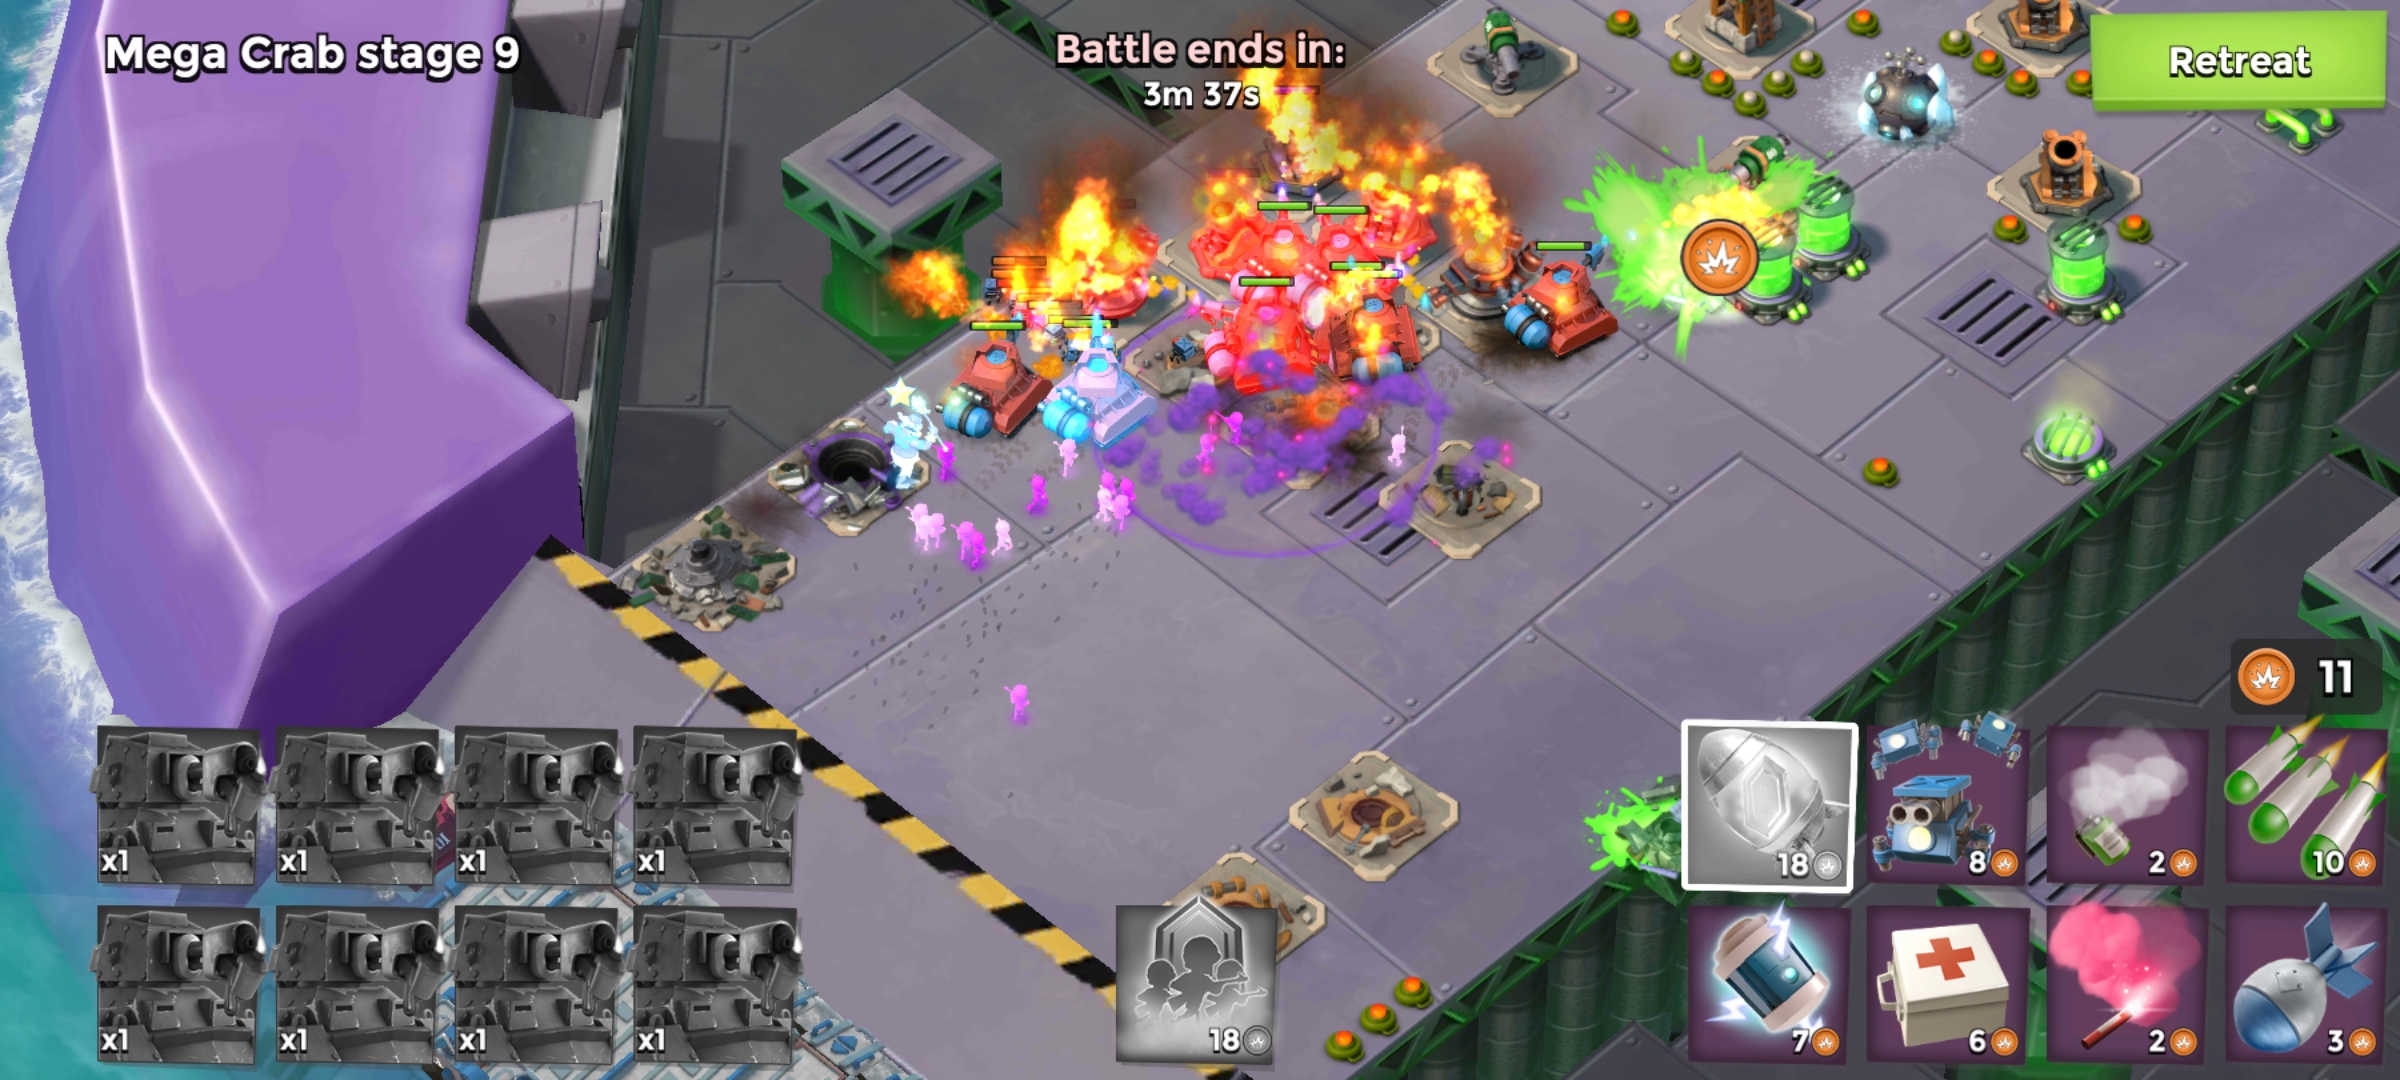 Mega Crab stage 9
Battle ends in:
3m 37s
Retreat
11
18
8
2
10
7
6
2
3
x1
x1
x1
x1
x1
x1
x1
x1
18